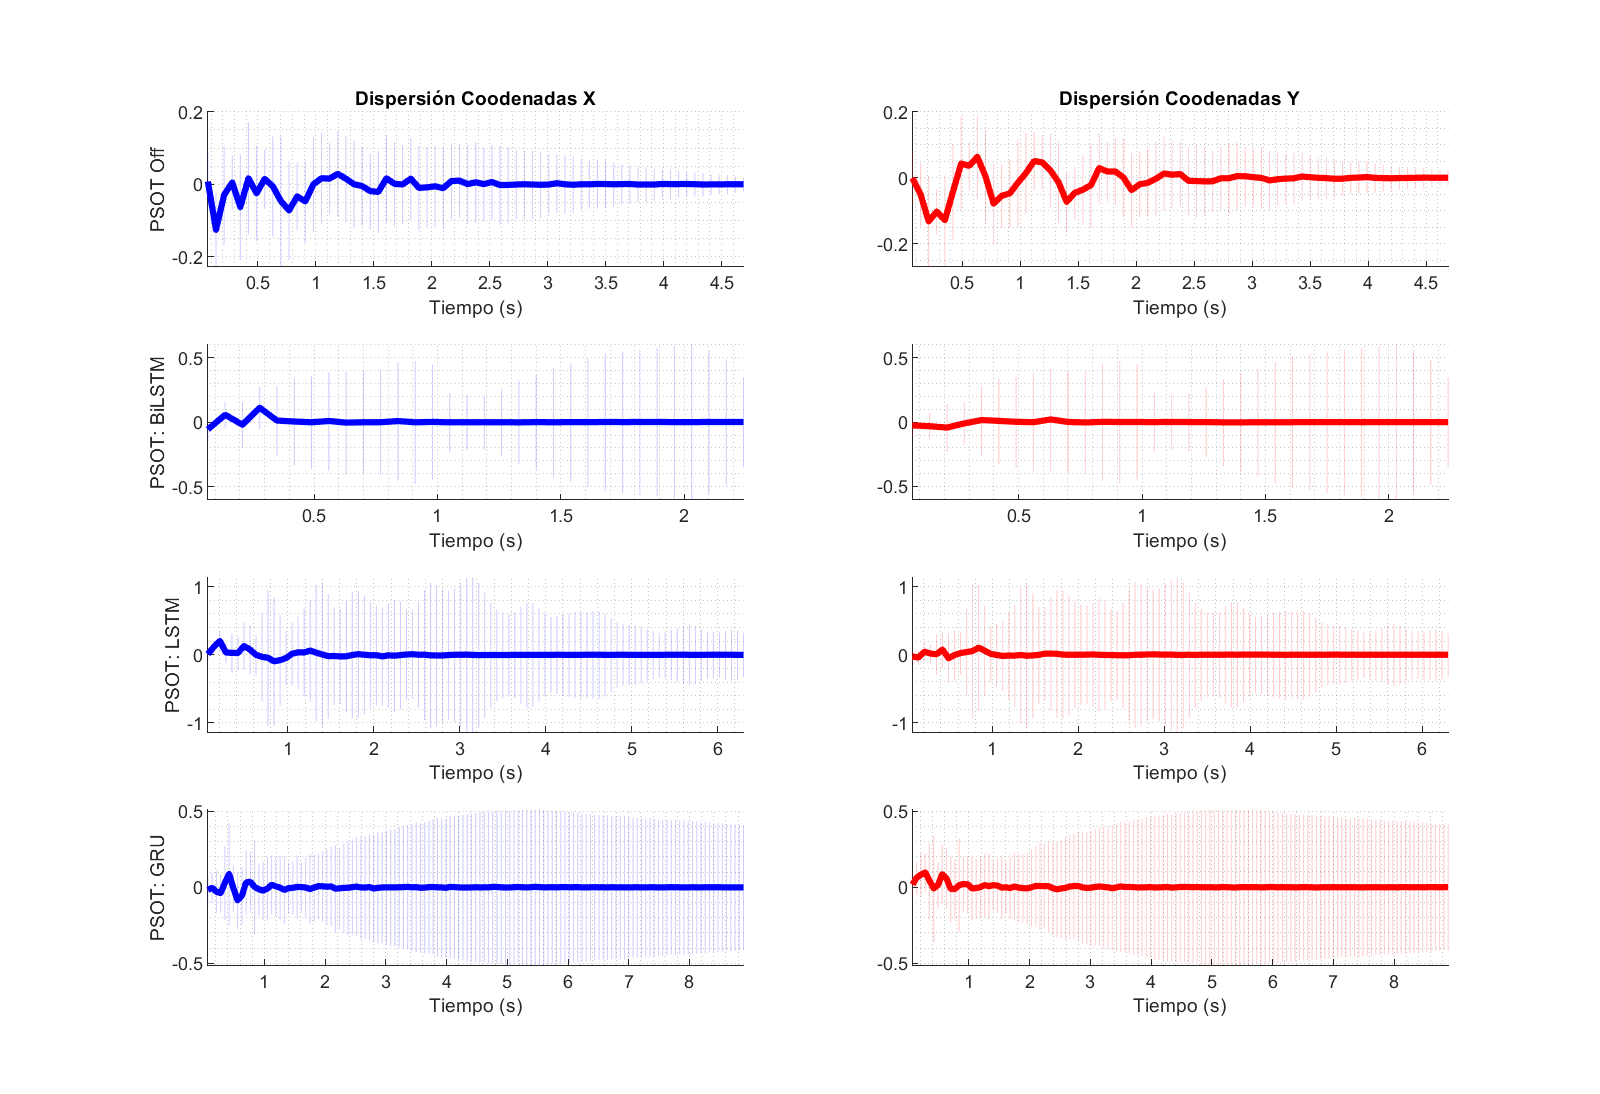 Dispersión Coodenadas X
Dispersión Coodenadas Y
PSOT Off
0.2
0
-0.2
0.5 1 1.5 2 2.5 3 3.5 4 4.5
Tiempo (s)
0.2
0
-0.2
0.5 1 1.5 2 2.5 3 3.5 4 4.5
Tiempo (s)
PSOT: BiLSTM
0.5
0
-0.5
0.5 1 1.5 2
Tiempo (s)
0.5
0
-0.5
0.5 1 1.5 2
Tiempo (s)
PSOT: LSTM
1
0
-1
1 2 3 4 5 6
Tiempo (s)
1
0
-1
1 2 3 4 5 6
Tiempo (s)
PSOT: GRU
0.5
0
-0.5
1 2 3 4 5 6 7 8
Tiempo (s)
0.5
0
-0.5
1 2 3 4 5 6 7 8
Tiempo (s)